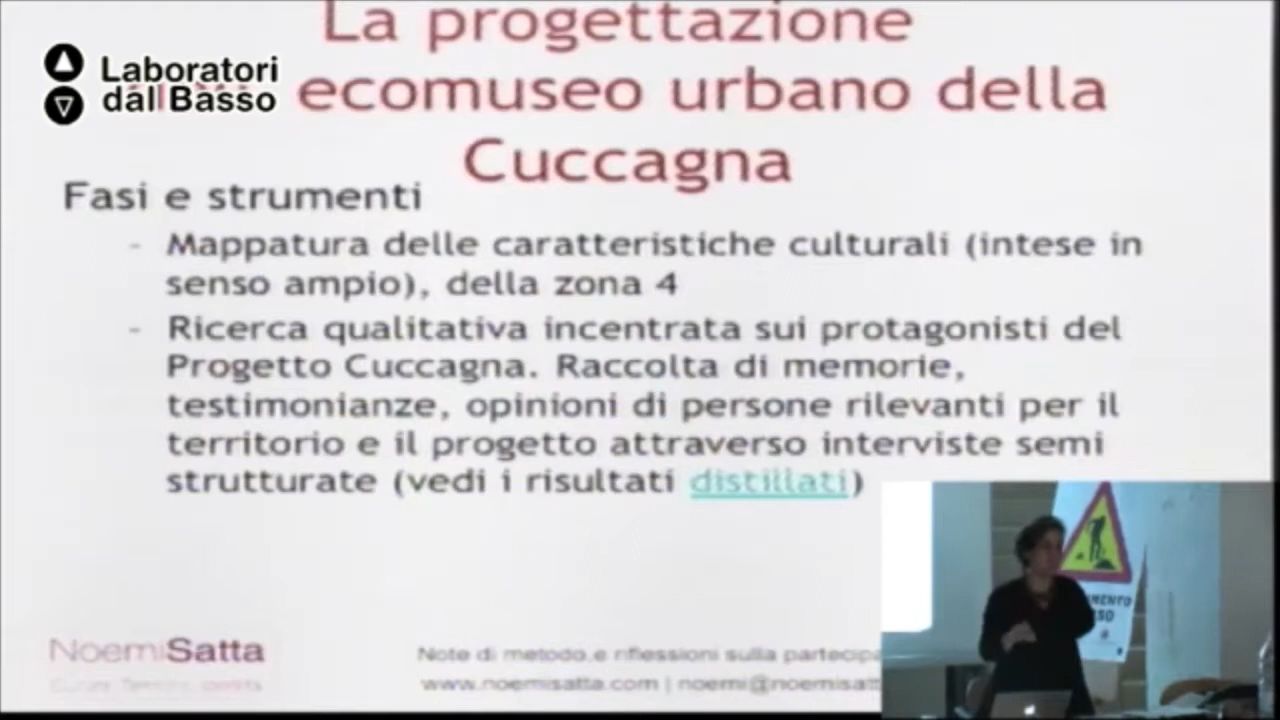 La progettazione
Laboratori
dal Basso
ecomuseo urbano della
Cuccagna
Fasi e strumenti
- Mappatura delle caratteristiche culturali (intese in
senso ampio), della zona 4
- Ricerca qualitativa incentrata sui protagonisti del
Progetto Cuccagna. Raccolta di memorie,
testimonianze, opinioni di persone rilevanti per il
territorio e il progetto attraverso interviste semi
strutturate (vedi i risultati distillati)
NoemiSatta
Note di metodo e riflessioni sulla partecipa
www.noemisatta.com | noemi@noemisatt